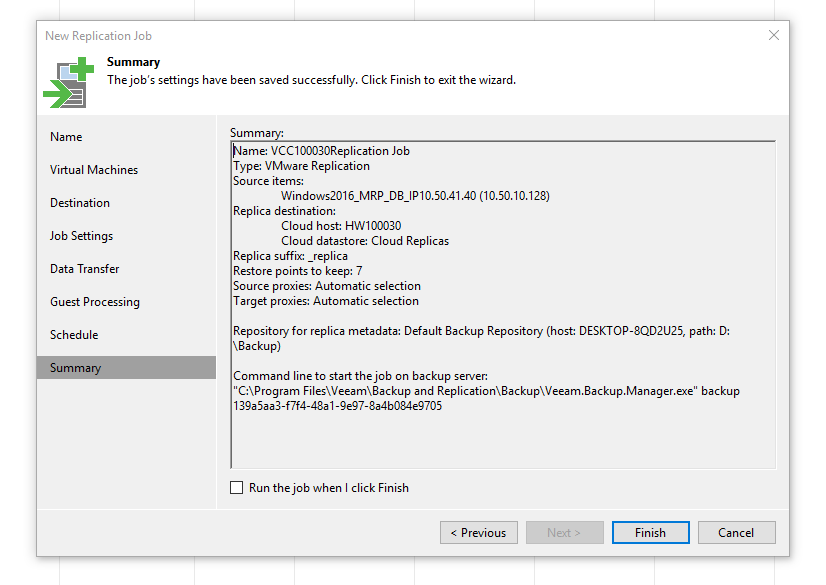 New Replication Job
Summary
The job's settings have been saved successfully. Click Finish to exit the wizard.
Name
Virtual Machines
Destination
Job Settings
Data Transfer
Guest Processing
Schedule
Summary
Summary:
Name: VCC100030Replication Job
Type: VMware Replication
Source items:
Windows2016_MRP_DB_IP10.50.41.40 (10.50.10.128)
Replica destination:
Cloud host: HW100030
Cloud datastore: Cloud Replicas
Replica suffix: _replica
Restore points to keep: 7
Source proxies: Automatic selection
Target proxies: Automatic selection
Repository for replica metadata: Default Backup Repository (host: DESKTOP-8QD2U25, path: D:
\Backup)
Command line to start the job on backup server:
"C:\Program Files\Veeam\Backup and Replication\Backup\Veeam.Backup.Manager.exe" backup
139a5aa3-f7f4-48a1-9e97-8a4b084e9705
Run the job when I click Finish
< Previous
Next >
Finish
Cancel